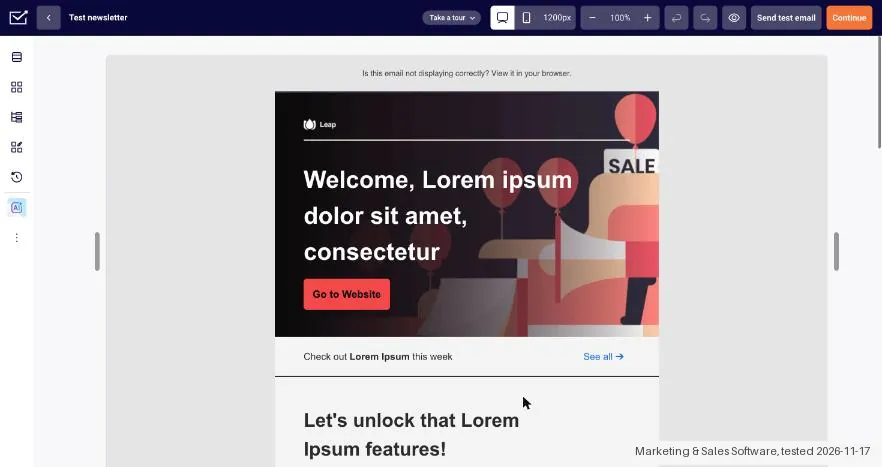 Test newsletter
Take a tour
1200px
100%
Send test email
Continue
AI
Is this email not displaying correctly? View it in your browser.
Leap
SALE
Welcome, Lorem ipsum
dolor sit amet,
consectetur
Go to Website
Check out Lorem Ipsum this week
See all →
Let's unlock that Lorem
Ipsum features!
Marketing & Sales Software, tested 2026-11-17